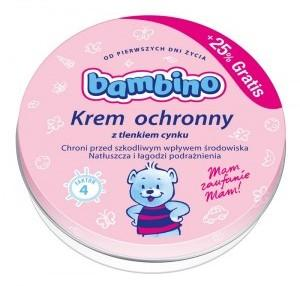 OD PIERWSZYCH DNI ŻYCIA
+25% Gratis
bambino
Krem ochronny
z tlenkiem cynku
Chroni przed szkodliwym wpływem środowiska
Natłuszcza i łagodzi podrażnienia
FAKTOR
4
Mam
zaufanie
Mam!